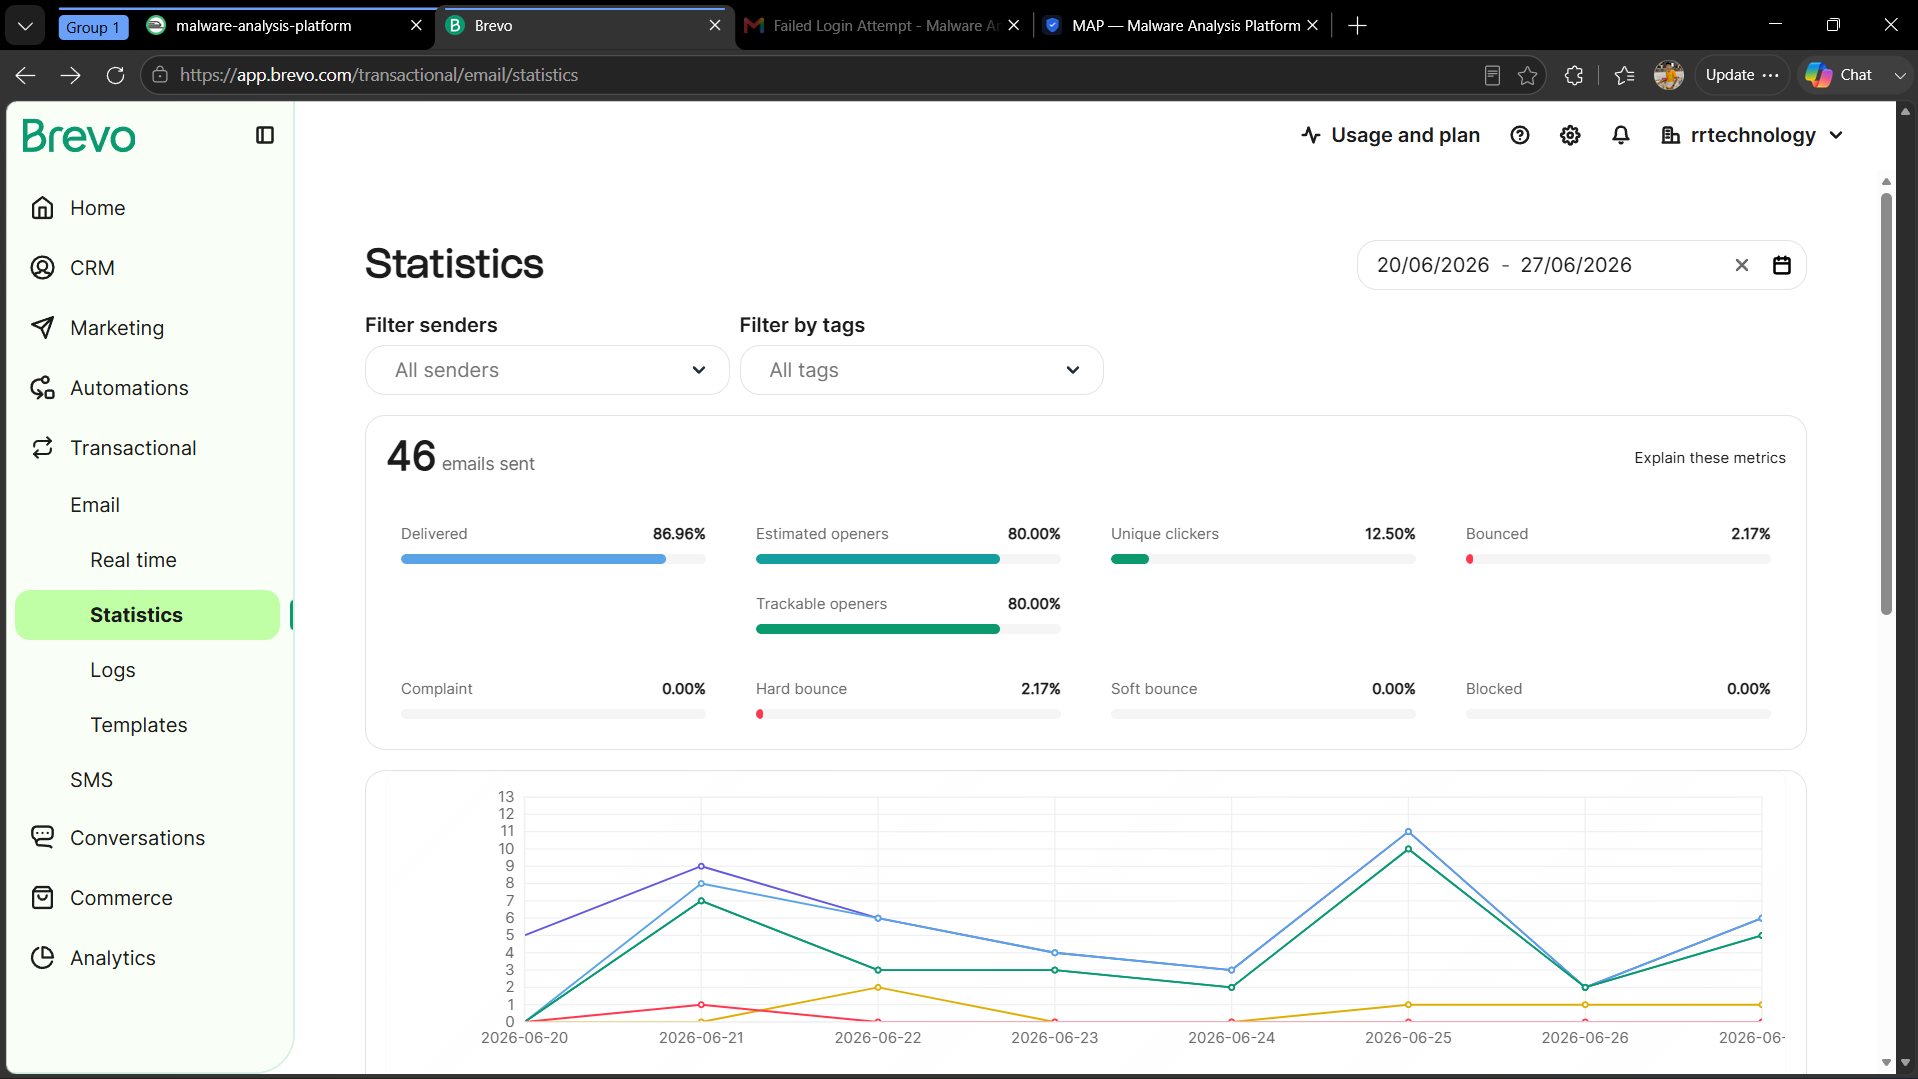 Group 1
malware-analysis-platform
Brevo
Failed Login Attempt - Malware An
MAP — Malware Analysis Platform
https://app.brevo.com/transactional/email/statistics
Update
Chat
Brevo
Usage and plan
rrtechnology
Home
CRM
Marketing
Automations
Transactional
Email
Real time
Statistics
Logs
Templates
SMS
Conversations
Commerce
Analytics
Statistics
20/06/2026 - 27/06/2026
Filter senders
Filter by tags
All senders
All tags
46 emails sent
Explain these metrics
Delivered 86.96%
Estimated openers 80.00%
Unique clickers 12.50%
Bounced 2.17%
Trackable openers 80.00%
Complaint 0.00%
Hard bounce 2.17%
Soft bounce 0.00%
Blocked 0.00%
13
12
11
10
9
8
7
6
5
4
3
2
1
0
2026-06-20 2026-06-21 2026-06-22 2026-06-23 2026-06-24 2026-06-25 2026-06-26 2026-06-